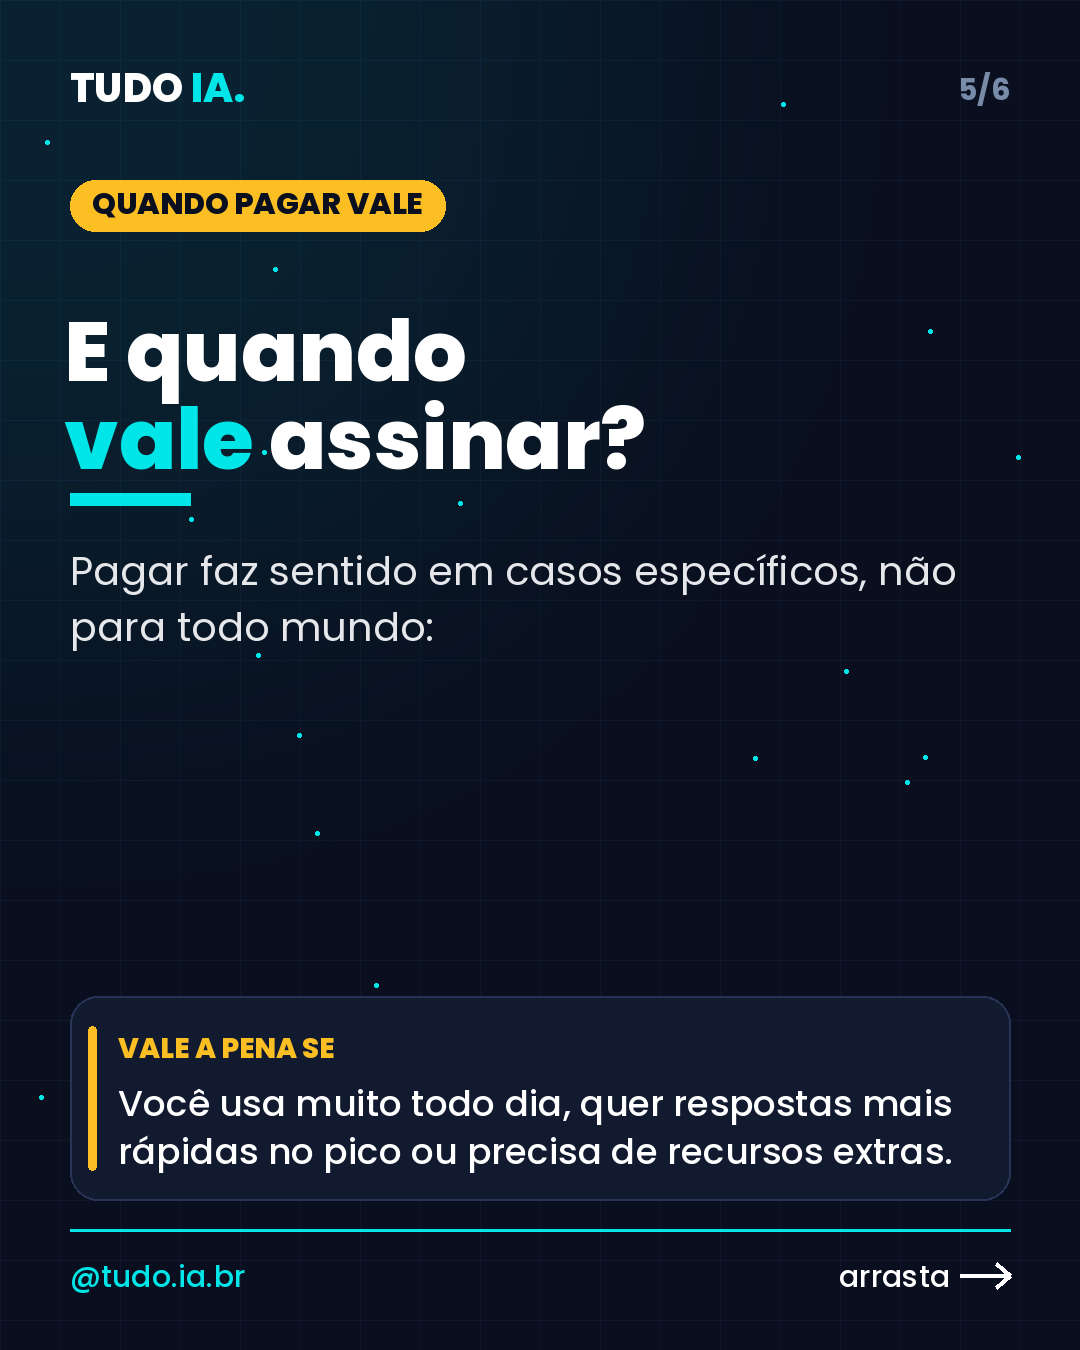 TUDO IA.
5/6
QUANDO PAGAR VALE
E quando
vale assinar?
Pagar faz sentido em casos específicos, não
para todo mundo:
VALE A PENA SE
Você usa muito todo dia, quer respostas mais
rápidas no pico ou precisa de recursos extras.
@tudo.ia.br
arrasta